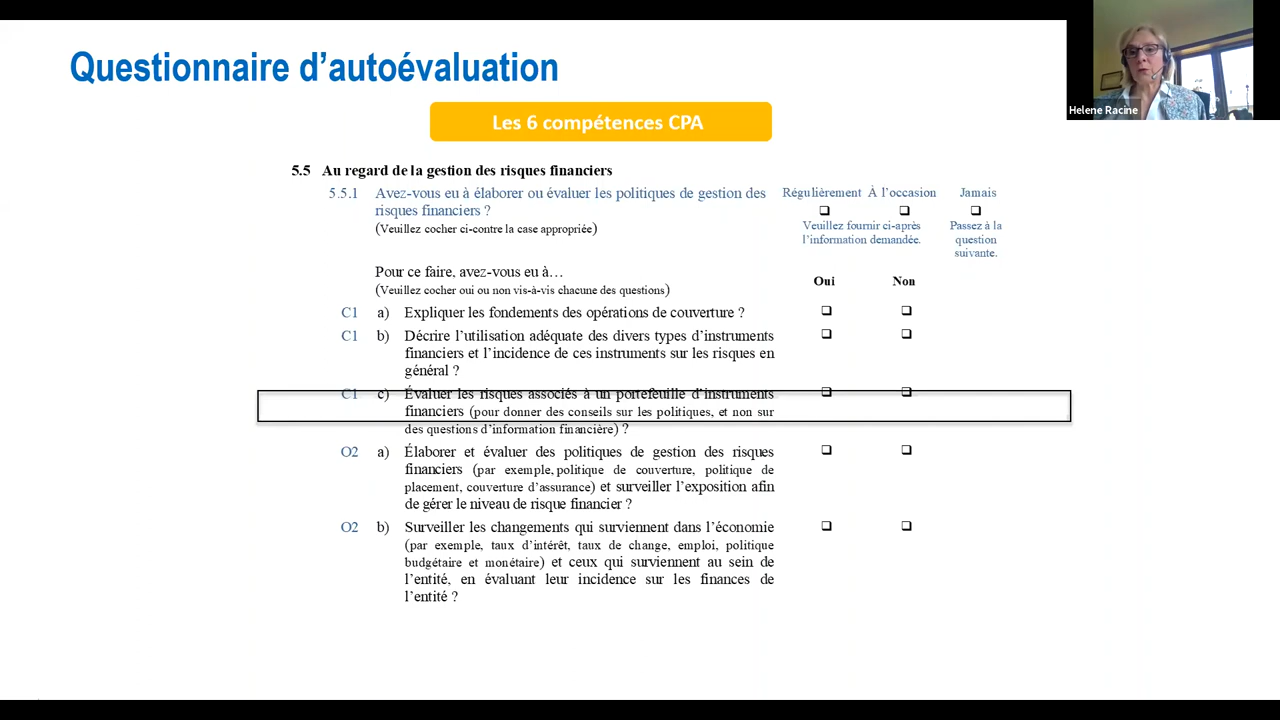 Questionnaire d’autoévaluation
Helene Racine
Les 6 compétences CPA
5.5 Au regard de la gestion des risques financiers
5.5.1 Avez-vous eu à élaborer ou évaluer les politiques de gestion des
risques financiers ?
(Veuillez cocher ci-contre la case appropriée)
Régulièrement À l’occasion Jamais
❑ ❑ ❑
Veuillez fournir ci-après
l’information demandée.
Passez à la
question
suivante.
Pour ce faire, avez-vous eu à…
(Veuillez cocher oui ou non vis-à-vis chacune des questions)
Oui Non
C1 a) Expliquer les fondements des opérations de couverture ? ❑ ❑
C1 b) Décrire l’utilisation adéquate des divers types d’instruments ❑ ❑
financiers et l’incidence de ces instruments sur les risques en
général ?
C1 c) Évaluer les risques associés à un portefeuille d’instruments ❑ ❑
financiers (pour donner des conseils sur les politiques, et non sur
des questions d’information financière) ?
O2 a) Élaborer et évaluer des politiques de gestion des risques ❑ ❑
financiers (par exemple, politique de couverture, politique de
placement, couverture d’assurance) et surveiller l’exposition afin
de gérer le niveau de risque financier ?
O2 b) Surveiller les changements qui surviennent dans l’économie ❑ ❑
(par exemple, taux d’intérêt, taux de change, emploi, politique
budgétaire et monétaire) et ceux qui surviennent au sein de
l’entité, en évaluant leur incidence sur les finances de
l’entité ?